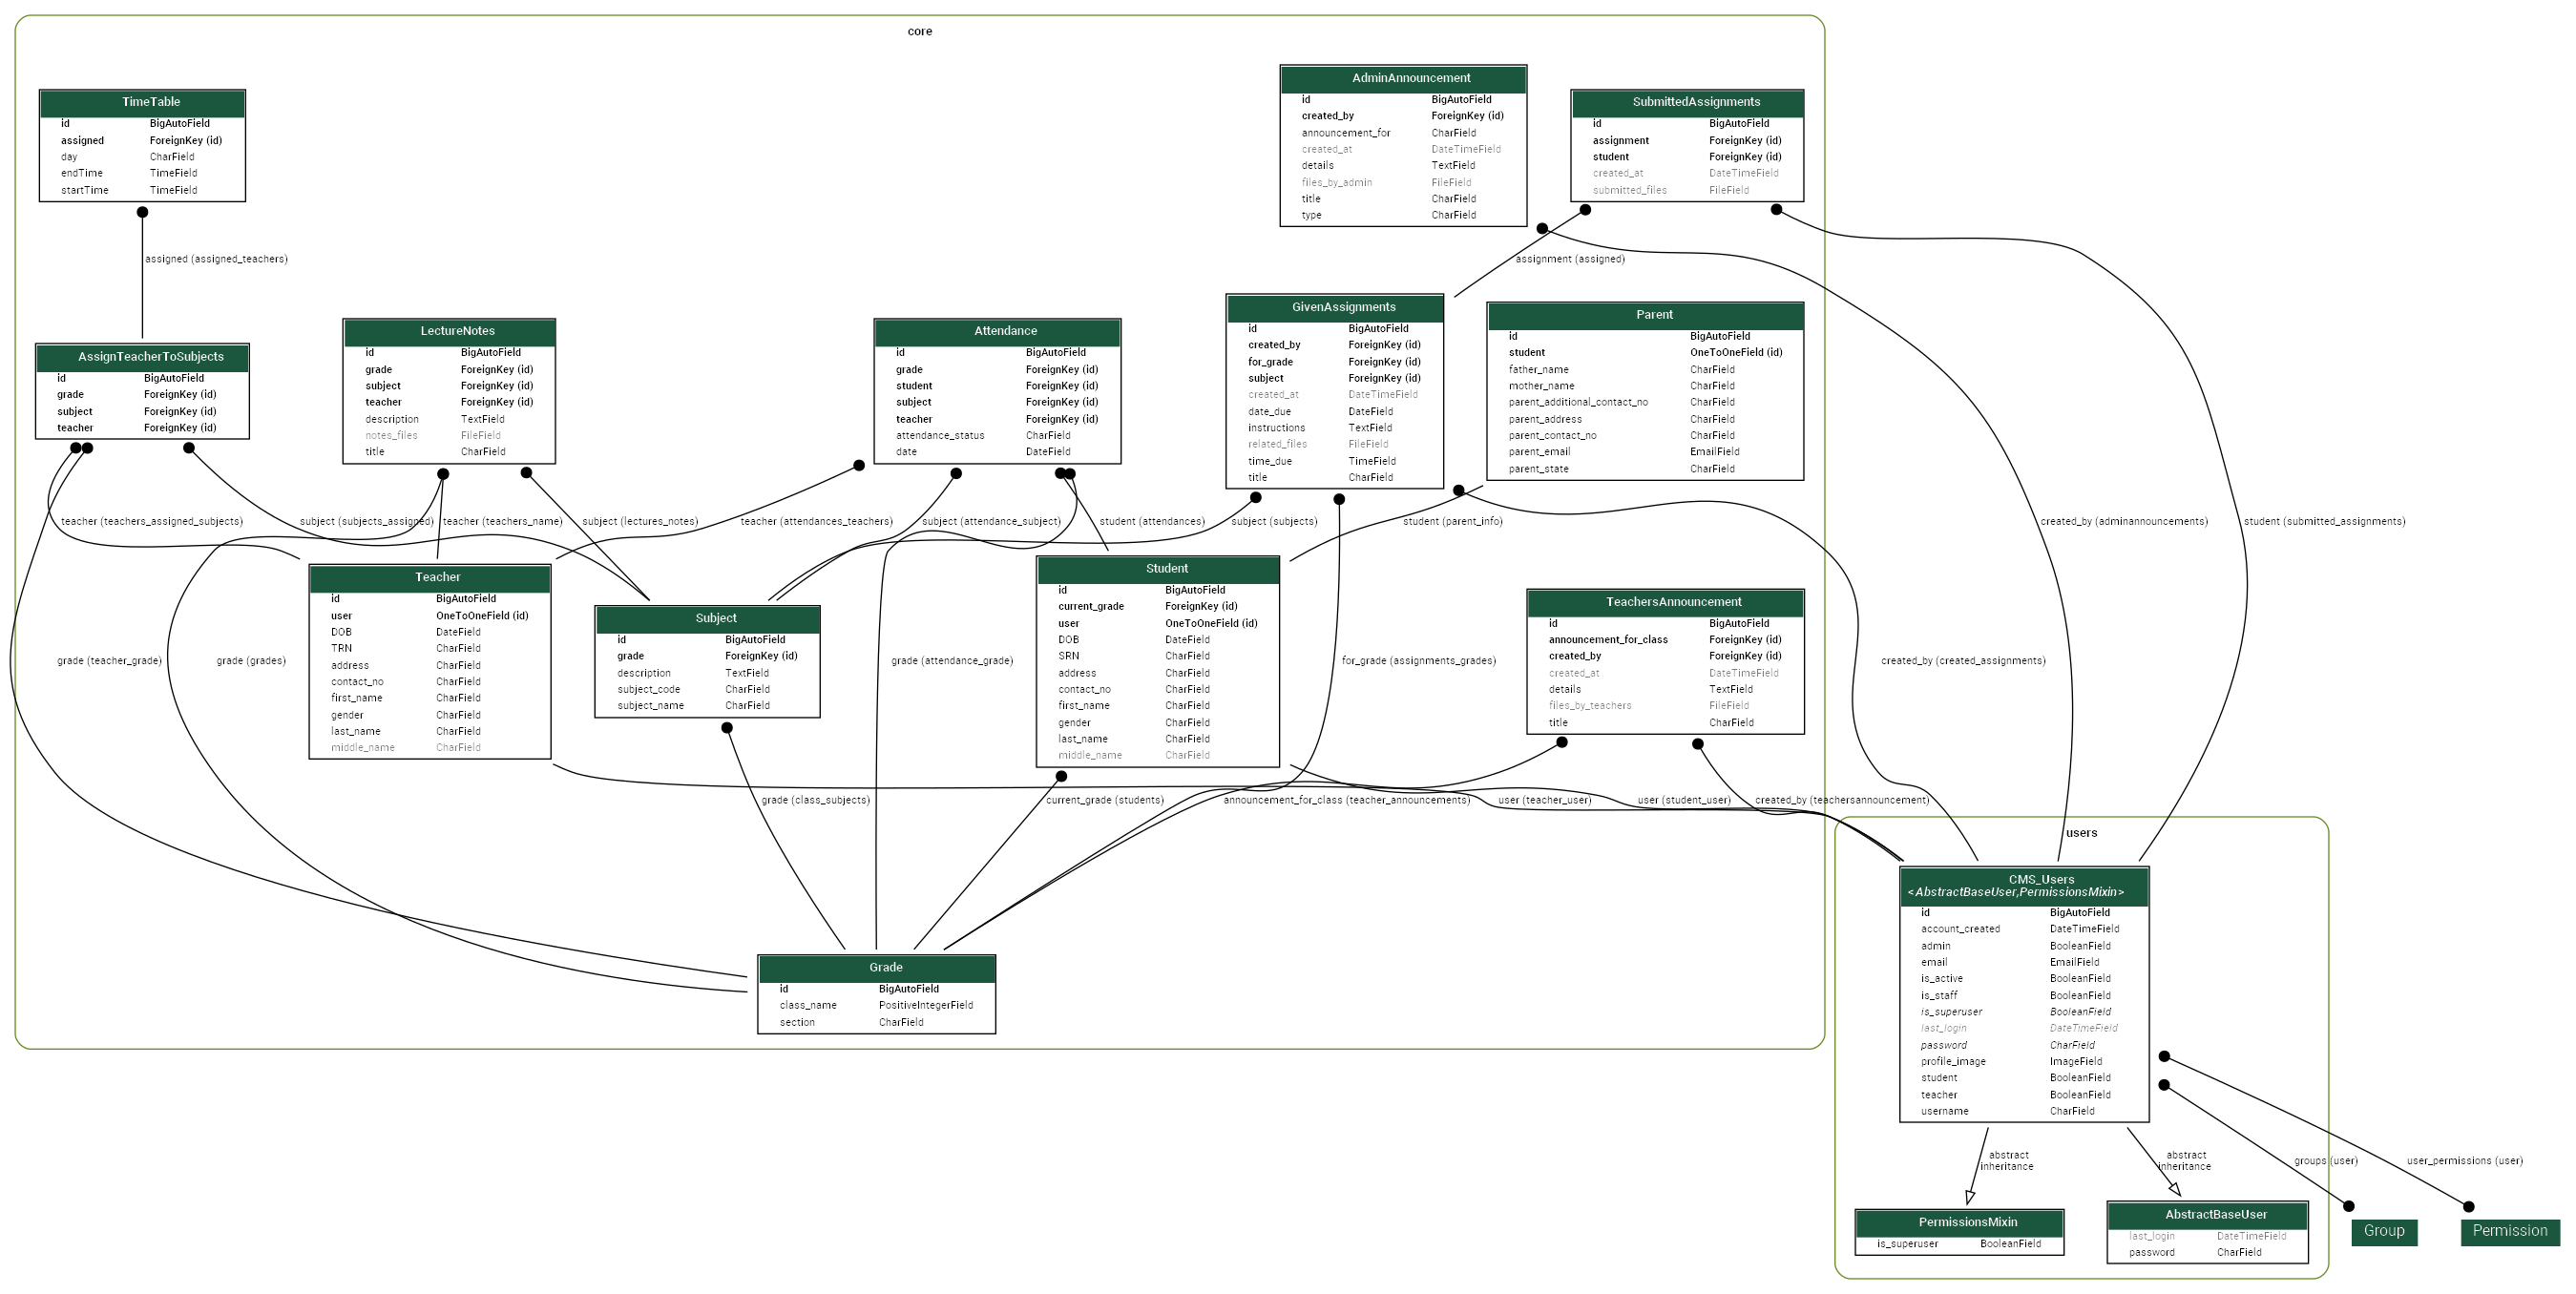 core
TimeTable
id BigAutoField
assigned ForeignKey (id)
day CharField
endTime TimeField
startTime TimeField
AdminAnnouncement
id BigAutoField
created_by ForeignKey (id)
announcement_for CharField
created_at DateTimeField
details TextField
files_by_admin FileField
title CharField
type CharField
SubmittedAssignments
id BigAutoField
assignment ForeignKey (id)
student ForeignKey (id)
created_at DateTimeField
submitted_files FileField
assigned (assigned_teachers)
assignment (assigned)
AssignTeacherToSubjects
id BigAutoField
grade ForeignKey (id)
subject ForeignKey (id)
teacher ForeignKey (id)
LectureNotes
id BigAutoField
grade ForeignKey (id)
subject ForeignKey (id)
teacher ForeignKey (id)
description TextField
notes_files FileField
title CharField
Attendance
id BigAutoField
grade ForeignKey (id)
student ForeignKey (id)
subject ForeignKey (id)
teacher ForeignKey (id)
attendance_status CharField
date DateField
GivenAssignments
id BigAutoField
created_by ForeignKey (id)
for_grade ForeignKey (id)
subject ForeignKey (id)
created_at DateTimeField
date_due DateField
instructions TextField
related_files FileField
time_due TimeField
title CharField
Parent
id BigAutoField
student OneToOneField (id)
father_name CharField
mother_name CharField
parent_additional_contact_no CharField
parent_address CharField
parent_contact_no CharField
parent_email EmailField
parent_state CharField
teacher (teachers_assigned_subjects)
subject (subjects_assigned)
teacher (teachers_name)
subject (lectures_notes)
teacher (attendances_teachers)
subject (attendance_subject)
student (attendances)
subject (subjects)
student (parent_info)
created_by (adminannouncements)
student (submitted_assignments)
Teacher
id BigAutoField
user OneToOneField (id)
DOB DateField
TRN CharField
address CharField
contact_no CharField
first_name CharField
gender CharField
last_name CharField
middle_name CharField
Subject
id BigAutoField
grade ForeignKey (id)
description TextField
subject_code CharField
subject_name CharField
Student
id BigAutoField
current_grade ForeignKey (id)
user OneToOneField (id)
DOB DateField
SRN CharField
address CharField
contact_no CharField
first_name CharField
gender CharField
last_name CharField
middle_name CharField
TeachersAnnouncement
id BigAutoField
announcement_for_class ForeignKey (id)
created_by ForeignKey (id)
created_at DateTimeField
details TextField
files_by_teachers FileField
title CharField
grade (teacher_grade)
grade (grades)
grade (attendance_grade)
for_grade (assignments_grades)
created_by (created_assignments)
grade (class_subjects)
current_grade (students)
announcement_for_class (teacher_announcements)
user (teacher_user)
user (student_user)
created_by (teachersannouncement)
Grade
id BigAutoField
class_name PositiveIntegerField
section CharField
users
CMS_Users
<AbstractBaseUser,PermissionsMixin>
id BigAutoField
account_created DateTimeField
admin BooleanField
email EmailField
is_active BooleanField
is_staff BooleanField
is_superuser BooleanField
last_login DateTimeField
password CharField
profile_image ImageField
student BooleanField
teacher BooleanField
username CharField
abstract
inheritance
abstract
inheritance
groups (user)
user_permissions (user)
PermissionsMixin
is_superuser BooleanField
AbstractBaseUser
last_login DateTimeField
password CharField
Group
Permission